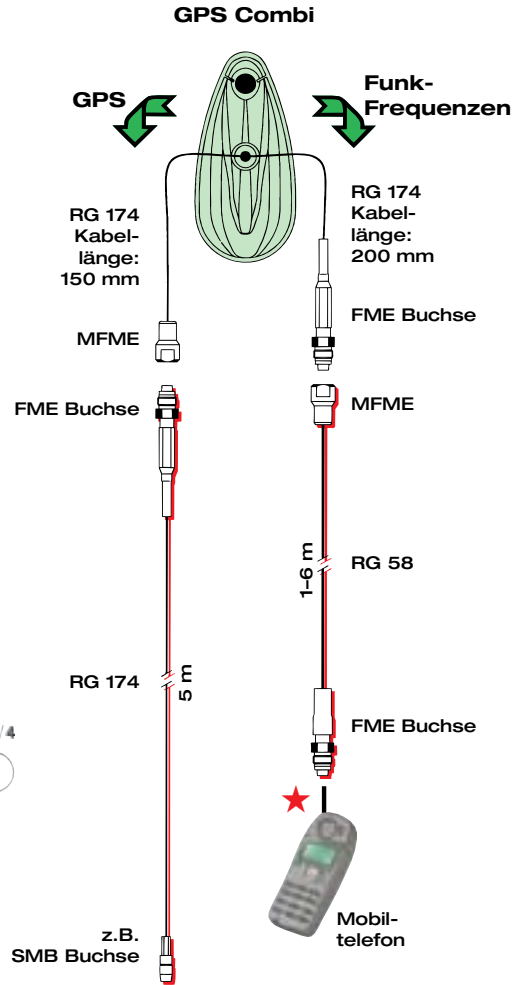 GPS Combi
GPS
Funk-
Frequenzen
RG 174
Kabel-
länge:
150 mm
RG 174
Kabel-
länge:
200 mm
MFME
FME Buchse
FME Buchse
MFME
1–6 m
RG 58
RG 174
5 m
/4
FME Buchse
Mobil-
telefon
z.B.
SMB Buchse